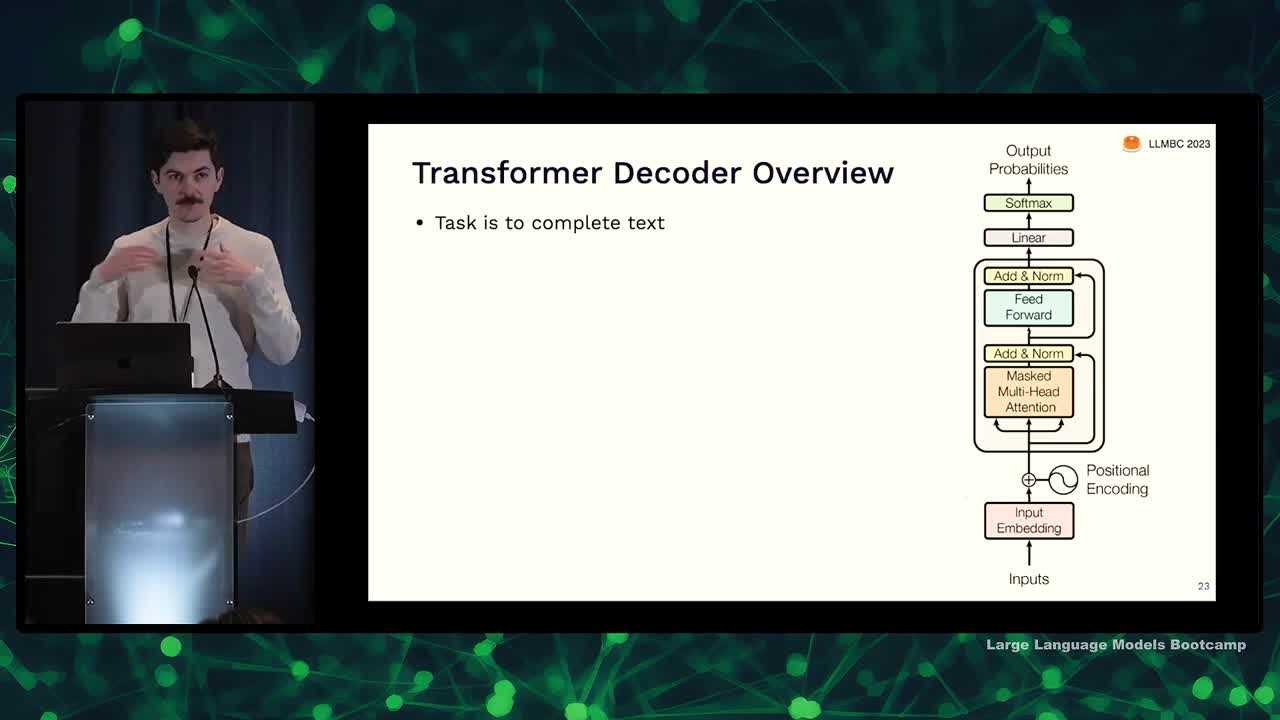 LLMBC 2023
Transformer Decoder Overview
• Task is to complete text
Output
Probabilities
Softmax
Linear
Add & Norm
Feed
Forward
Add & Norm
Masked
Multi-Head
Attention
Positional
Encoding
Input
Embedding
Inputs
23
Large Language Models Bootcamp